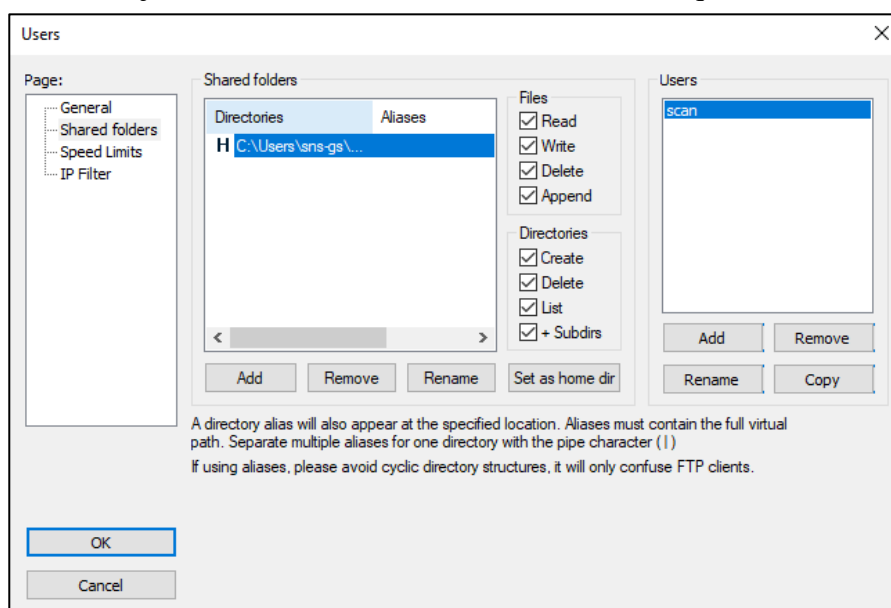 Users
Page:
General
Shared folders
Speed Limits
IP Filter
Shared folders
Directories Aliases
H C:\Users\sns-gs\...
Add Remove Rename Set as home dir
Files
Read
Write
Delete
Append
Directories
Create
Delete
List
+ Subdirs
Users
scan
Add Remove
Rename Copy
A directory alias will also appear at the specified location. Aliases must contain the full virtual
path. Separate multiple aliases for one directory with the pipe character (|)
If using aliases, please avoid cyclic directory structures, it will only confuse FTP clients.
OK
Cancel